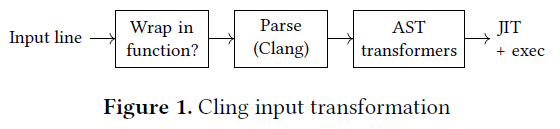 Input line
Wrap in
function?
Parse
(Clang)
AST
transformers
JIT
+ exec
Figure 1. Cling input transformation